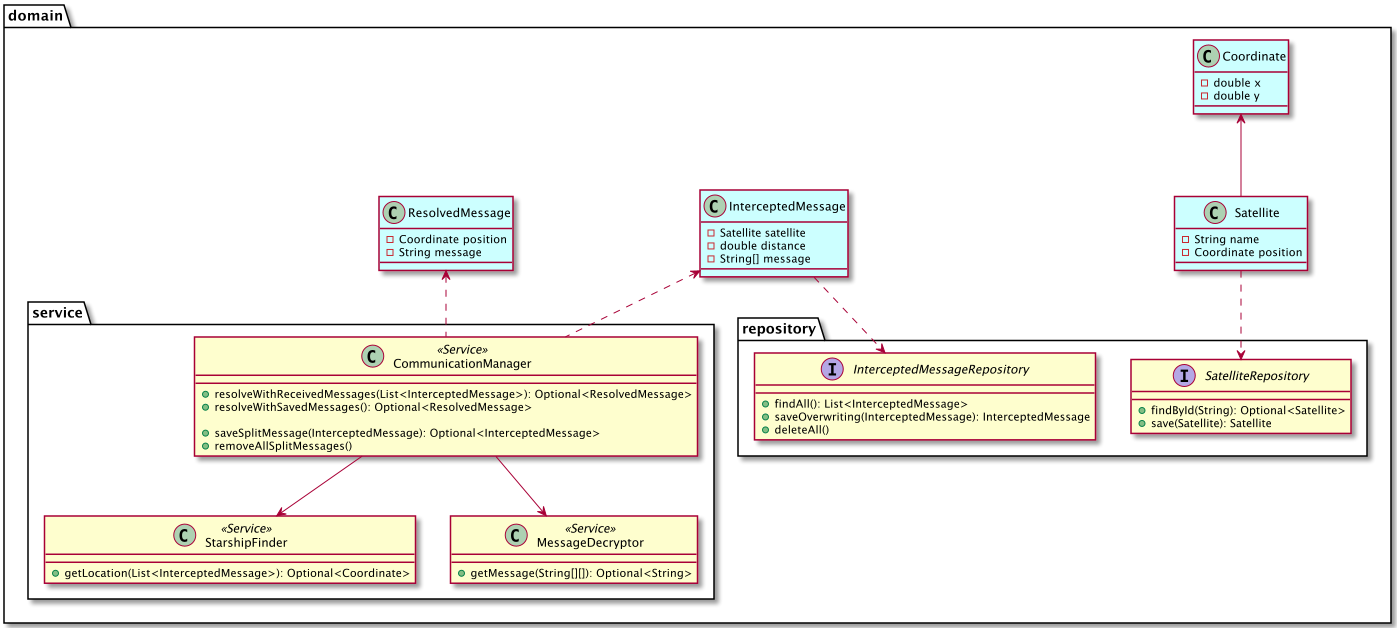 domain
C Coordinate
double x
double y
C ResolvedMessage
Coordinate position
String message
C InterceptedMessage
Satellite satellite
double distance
String[] message
C Satellite
String name
Coordinate position
service
C «Service»
CommunicationManager
resolveWithReceivedMessages(List<InterceptedMessage>): Optional<ResolvedMessage>
resolveWithSavedMessages(): Optional<ResolvedMessage>
saveSplitMessage(InterceptedMessage): Optional<InterceptedMessage>
removeAllSplitMessages()
repository
I InterceptedMessageRepository
findAll(): List<InterceptedMessage>
saveOverwriting(InterceptedMessage): InterceptedMessage
deleteAll()
I SatelliteRepository
findById(String): Optional<Satellite>
save(Satellite): Satellite
C «Service»
StarshipFinder
getLocation(List<InterceptedMessage>): Optional<Coordinate>
C «Service»
MessageDecryptor
getMessage(String[][]): Optional<String>